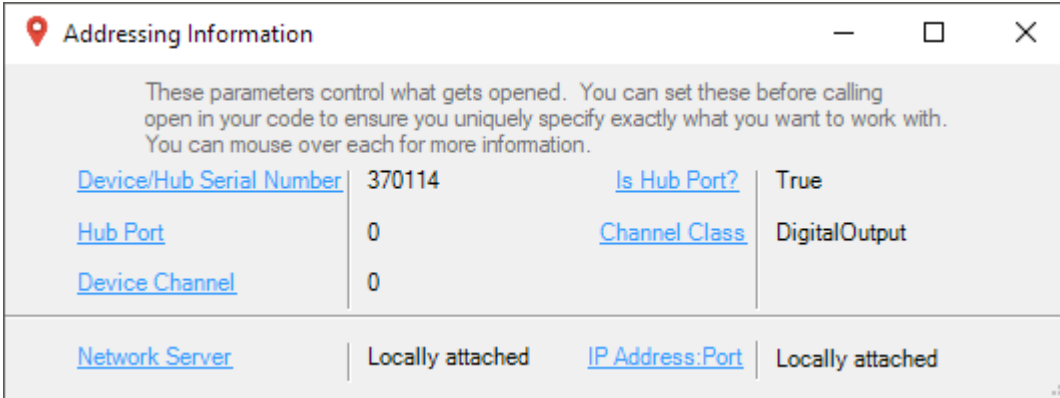 Addressing Information
These parameters control what gets opened.  You can set these before calling
open in your code to ensure you uniquely specify exactly what you want to work with.
You can mouse over each for more information.
Device/Hub Serial Number 370114 Is Hub Port? True
Hub Port 0 Channel Class DigitalOutput
Device Channel 0
Network Server Locally attached IP Address:Port Locally attached